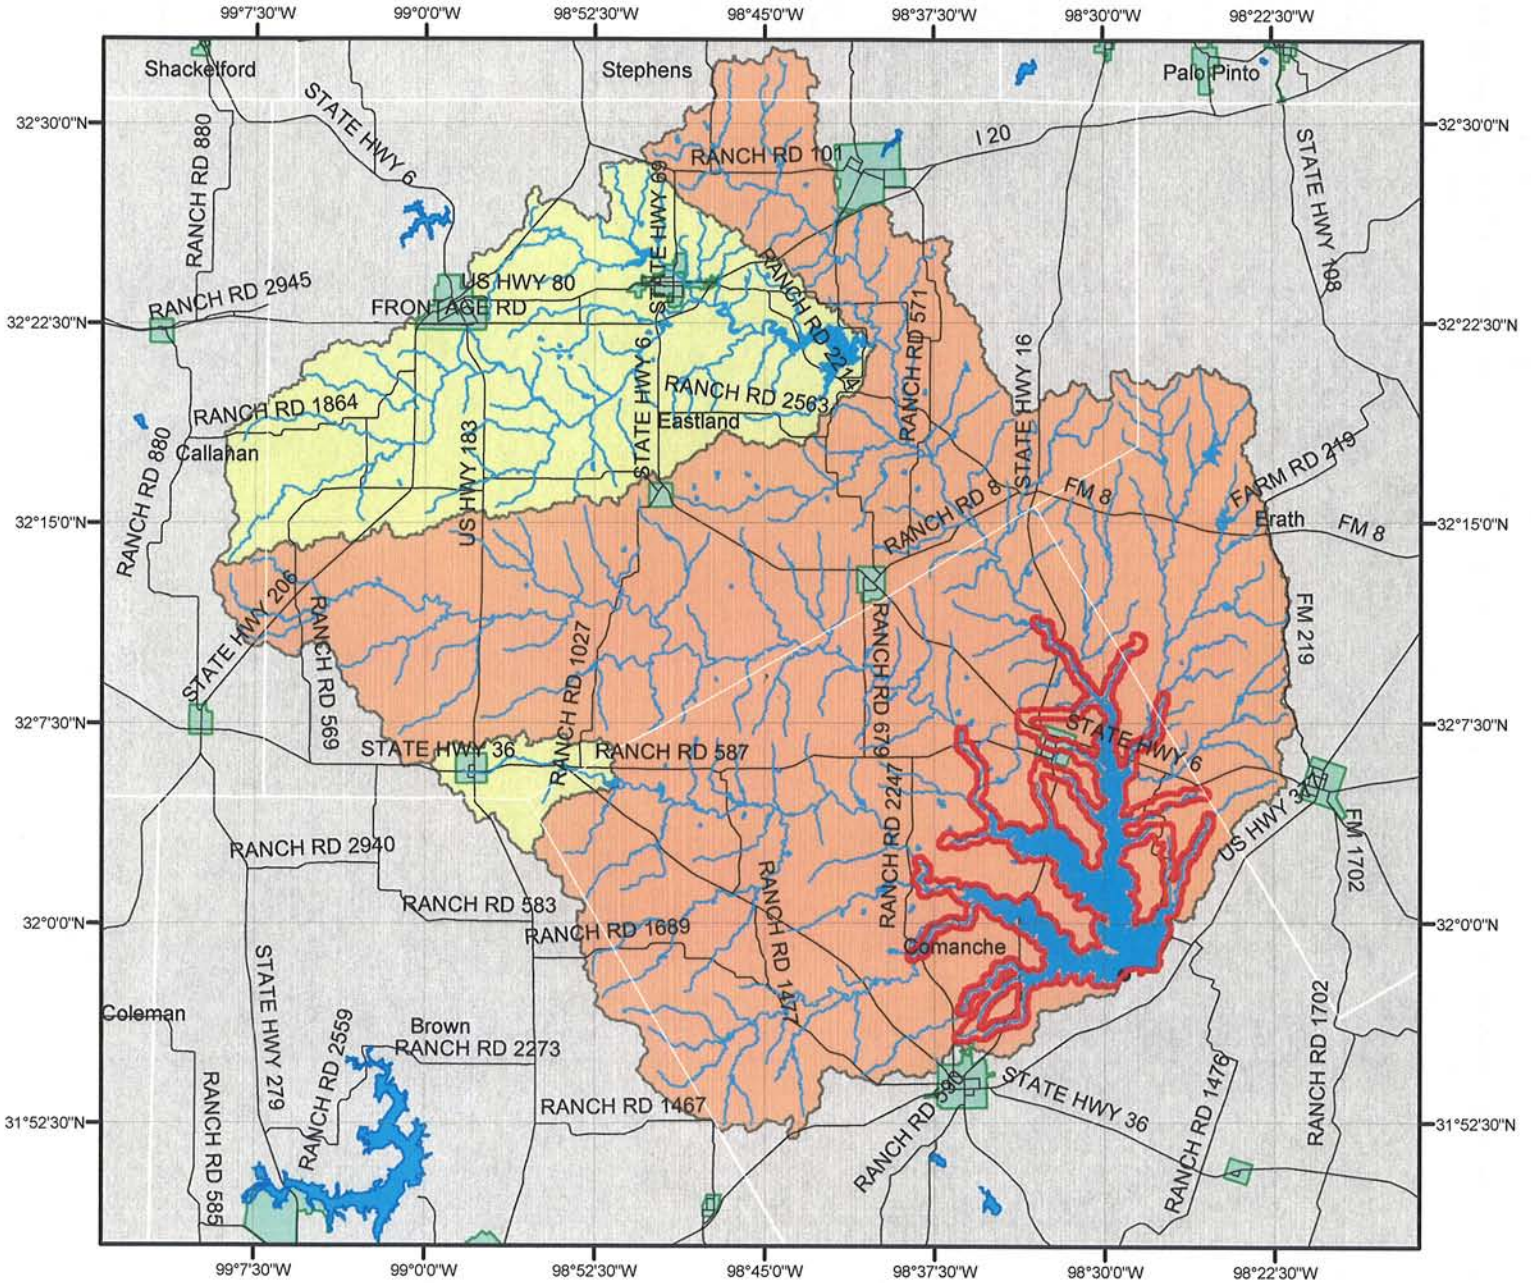 99°7'30"W 99°0'0"W 98°52'30"W 98°45'0"W 98°37'30"W 98°30'0"W 98°22'30"W
Shackelford
Stephens
Palo Pinto
STATE HWY 6
32°30'0"N
32°30'0"N
I 20
RANCH RD 880
RANCH RD 101
STATE HWY 108
STATE HWY 69
RANCH RD 2945
US HWY 80
FRONTAGE RD
RANCH RD 2214
RANCH RD 571
32°22'30"N
32°22'30"N
STATE HWY 6
STATE HWY 16
RANCH RD 1864
RANCH RD 2563
Eastland
Callahan
RANCH RD 880
US HWY 183
FARM RD 219
RANCH RD 8
FM 8
Erath
FM 8
32°15'0"N
32°15'0"N
STATE HWY 206
RANCH RD 569
RANCH RD 1027
RANCH RD 679
FM 219
32°7'30"N
32°7'30"N
STATE HWY 36
RANCH RD 587
STATE HWY 6
RANCH RD 2247
US HWY 377
FM 1702
RANCH RD 2940
RANCH RD 583
RANCH RD 1477
32°0'0"N
32°0'0"N
RANCH RD 1689
Comanche
STATE HWY 279
Coleman
RANCH RD 2559
Brown
RANCH RD 2273
RANCH RD 1702
RANCH RD 585
RANCH RD 1467
RANCH RD 590
STATE HWY 36
RANCH RD 1476
31°52'30"N
31°52'30"N
99°7'30"W 99°0'0"W 98°52'30"W 98°45'0"W 98°37'30"W 98°30'0"W 98°22'30"W